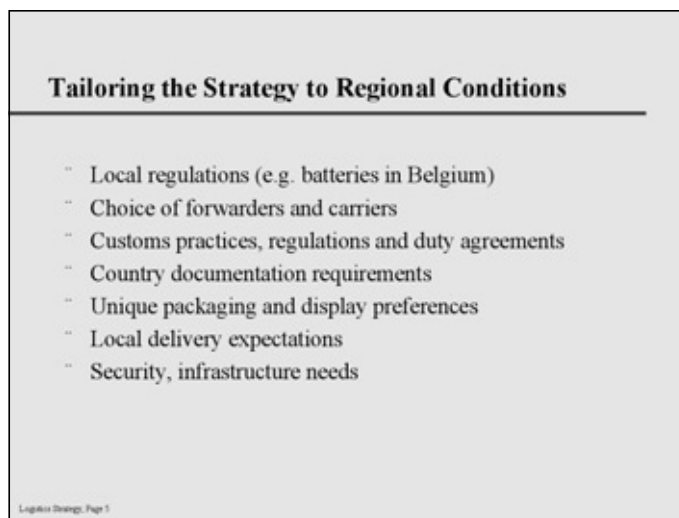 Tailoring the Strategy to Regional Conditions
¨ Local regulations (e.g. batteries in Belgium)
¨ Choice of forwarders and carriers
¨ Customs practices, regulations and duty agreements
¨ Country documentation requirements
¨ Unique packaging and display preferences
¨ Local delivery expectations
¨ Security, infrastructure needs
Logistics Strategy, Page 5